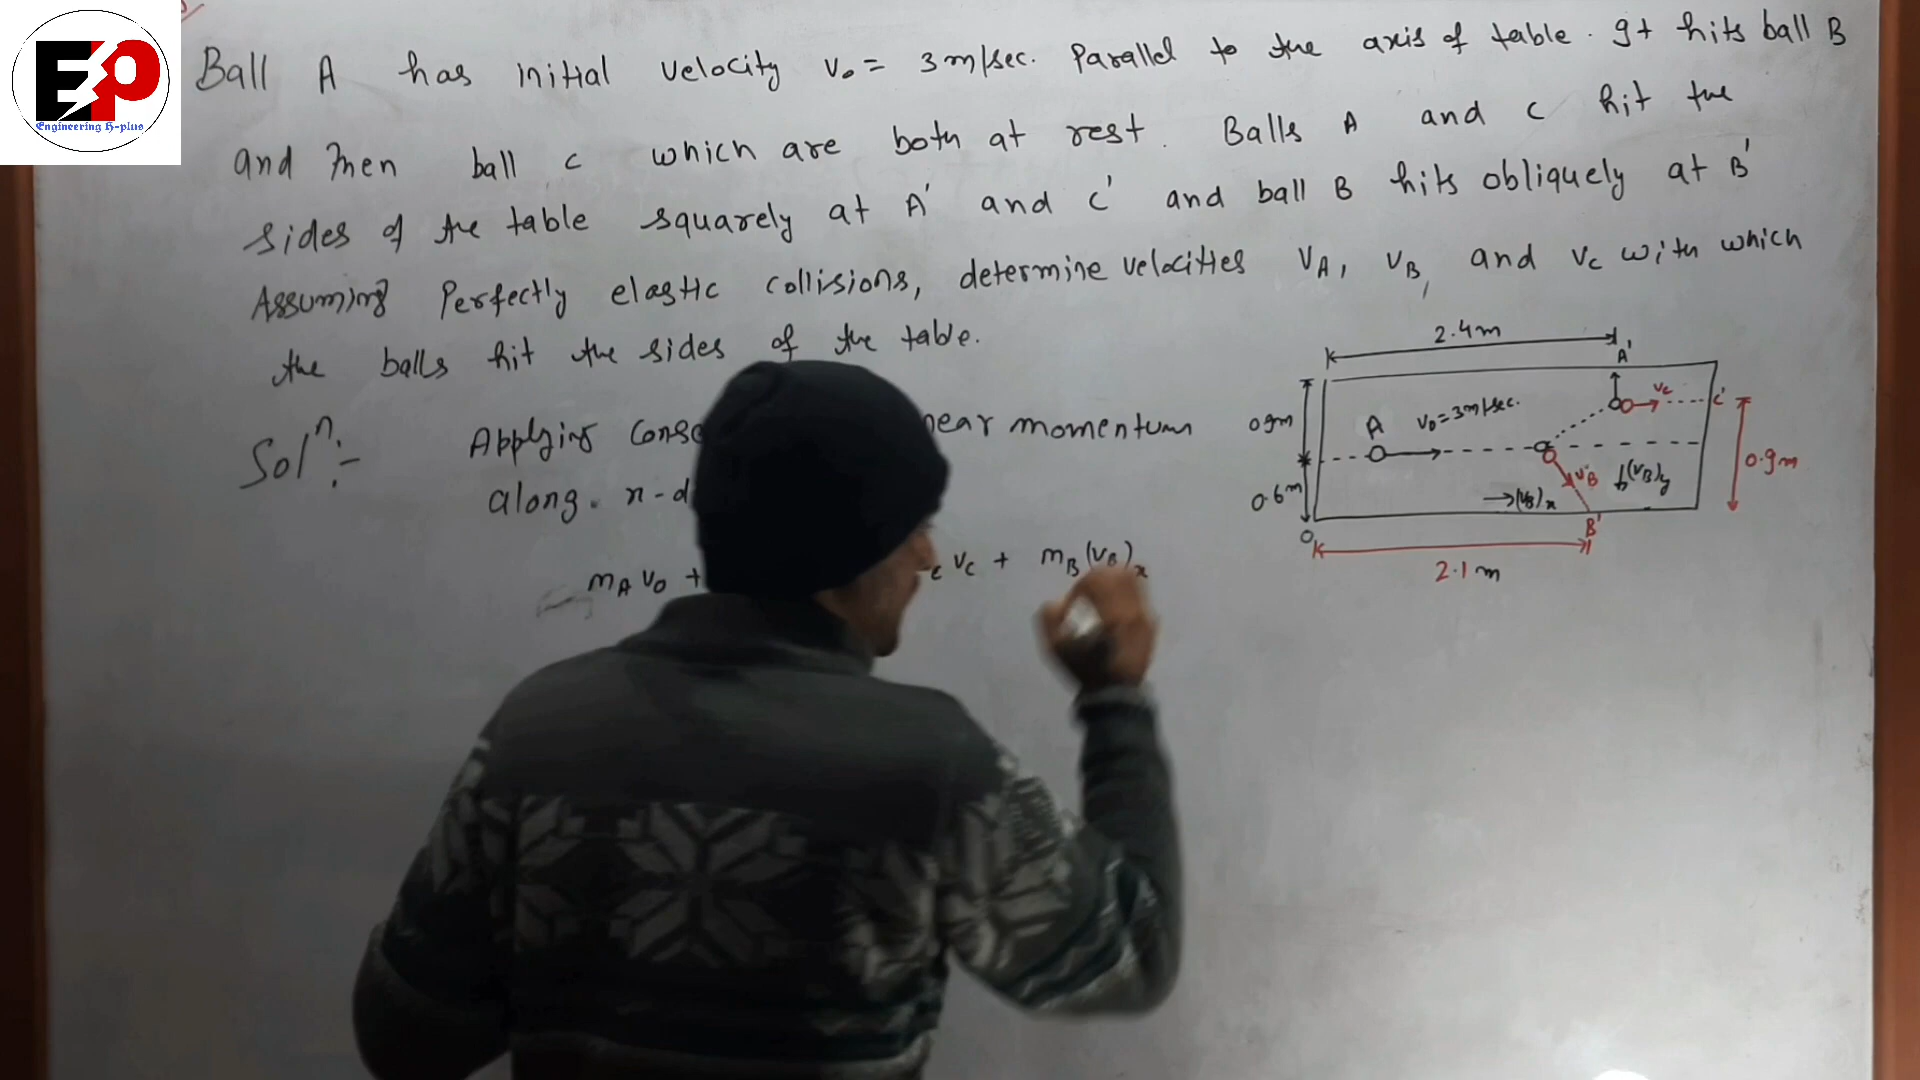 EP
Engineering H-plus
Ball A has initial velocity v₀ = 3m/sec. Parallel to the axis of table. It hits ball B
and then ball C which are both at rest. Balls A and C hit the
sides of the table squarely at A' and C' and ball B hits obliquely at B'
Assuming Perfectly elastic collisions, determine velocities VA, VB, and Vc with which
the balls hit the sides of the table.
Solⁿ:-
Applying near momentum
along. x-d
mA v₀ + c vc + mB(vB)x
2.4m
A'
0.9m
A
v₀=3m/sec.
vc
C'
0.9m
0.6m
v'B
(vB)y
(vB)x
O
B'
2.1m